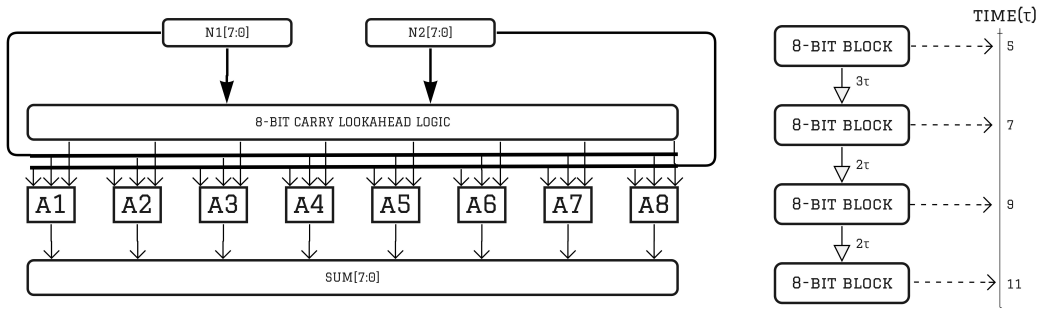 N1[7:0]
N2[7:0]
8-BIT CARRY LOOKAHEAD LOGIC
A1
A2
A3
A4
A5
A6
A7
A8
SUM[7:0]
TIME(τ)
8-BIT BLOCK
5
3τ
8-BIT BLOCK
7
2τ
8-BIT BLOCK
9
2τ
8-BIT BLOCK
11